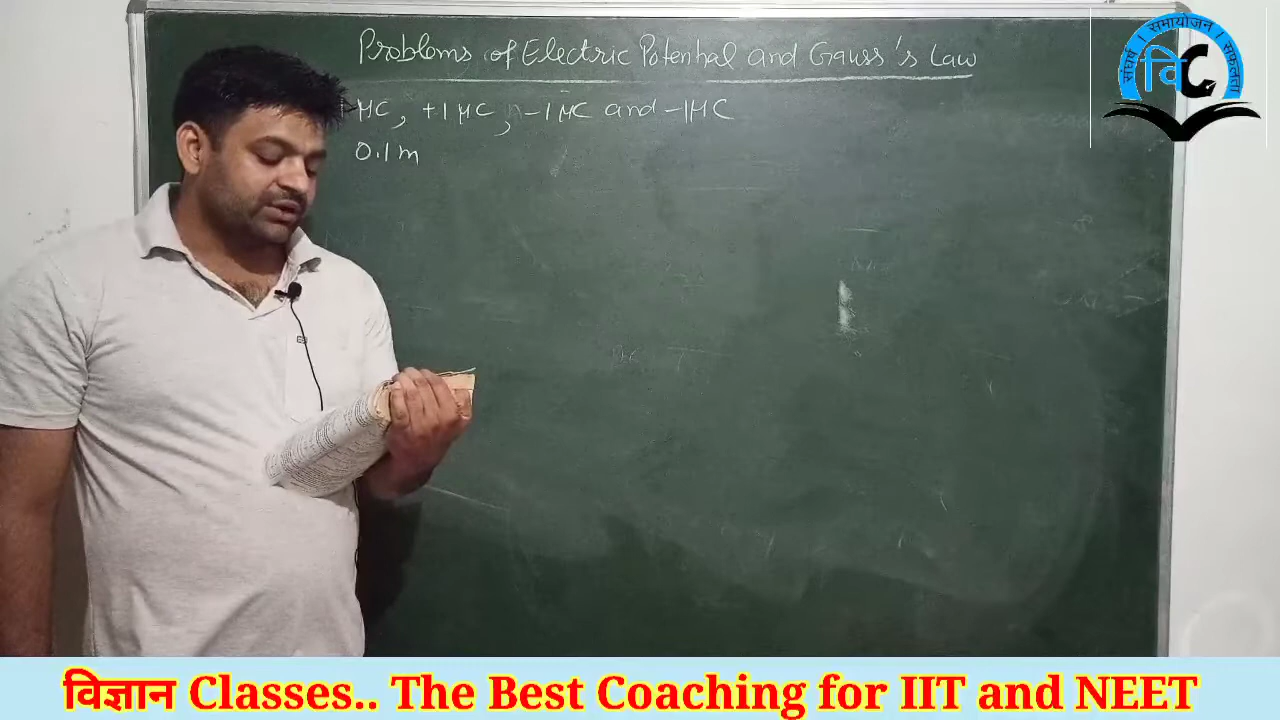 Problems of Electric Potenhal and Gauss's Law
μC, +1 μC, -1 μC and -1μC
0.1 m
संघर्ष । समायोजन । सफलता
वि C
विज्ञान Classes.. The Best Coaching for IIT and NEET